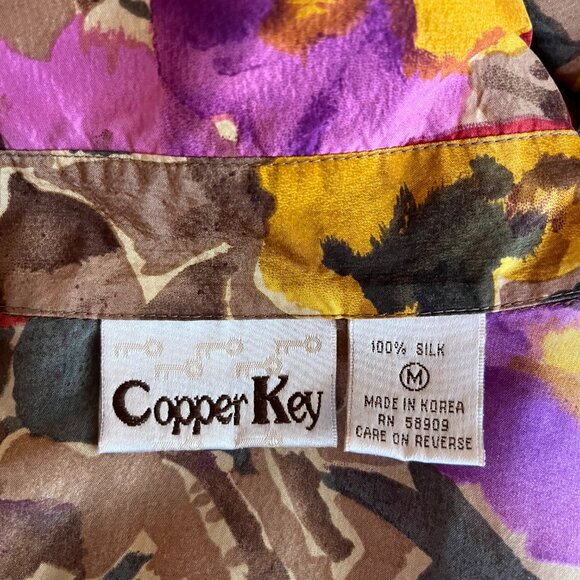 Copper Key
100% SILK
M
MADE IN KOREA
RN 58909
CARE ON REVERSE